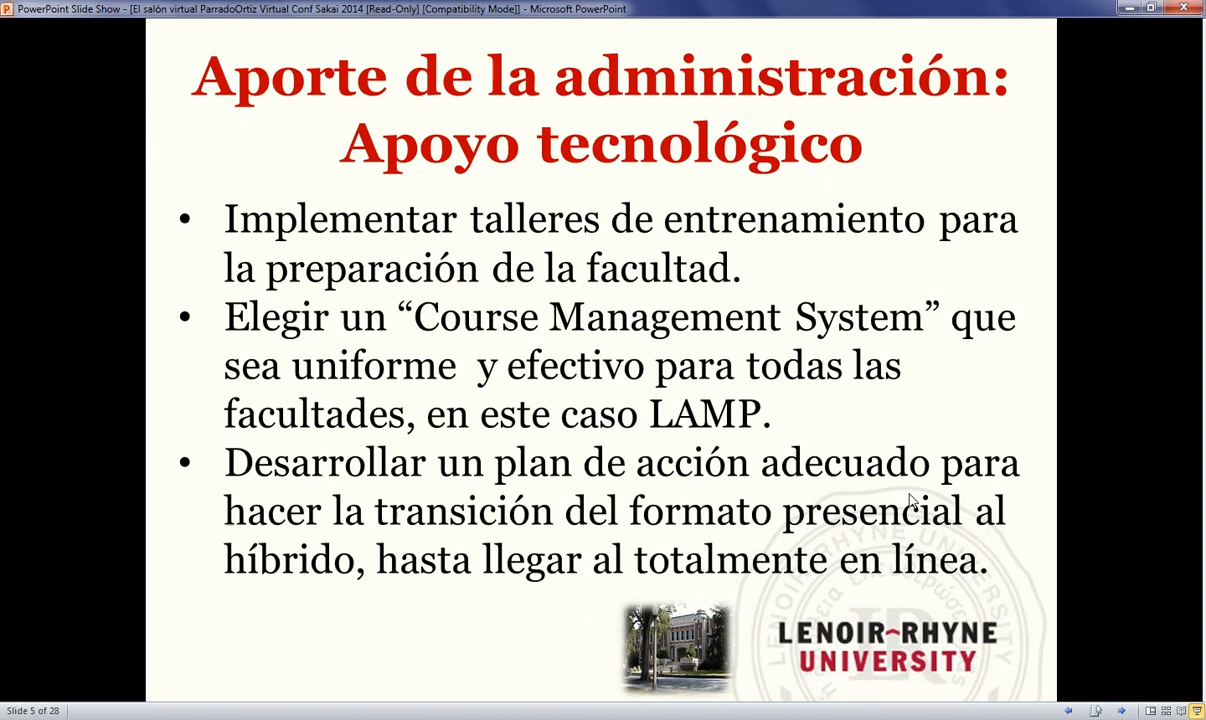 PowerPoint Slide Show - [El salón virtual ParradoOrtiz Virtual Conf Sakai 2014 [Read-Only] [Compatibility Mode]] - Microsoft PowerPoint
Aporte de la administración:
Apoyo tecnológico
• Implementar talleres de entrenamiento para
la preparación de la facultad.
• Elegir un “Course Management System” que
sea uniforme y efectivo para todas las
facultades, en este caso LAMP.
• Desarrollar un plan de acción adecuado para
hacer la transición del formato presencial al
híbrido, hasta llegar al totalmente en línea.
LENOIR~RHYNE
UNIVERSITY
Slide 5 of 28